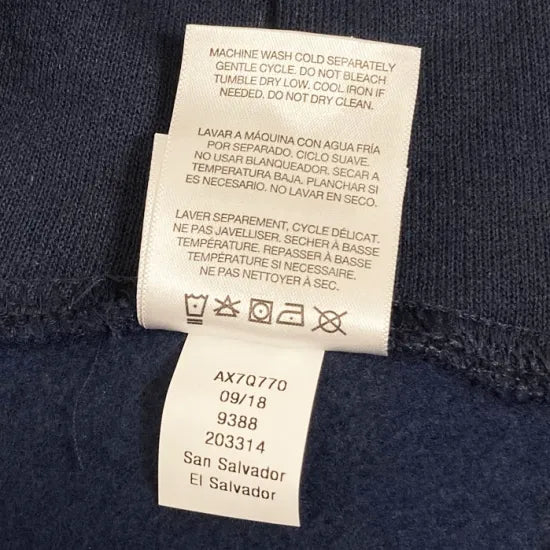 MACHINE WASH COLD SEPARATELY
GENTLE CYCLE. DO NOT BLEACH
TUMBLE DRY LOW. COOL IRON IF
NEEDED. DO NOT DRY CLEAN.
LAVAR A MÁQUINA CON AGUA FRÍA
POR SEPARADO. CICLO SUAVE.
NO USAR BLANQUEADOR. SECAR A
TEMPERATURA BAJA. PLANCHAR SI
ES NECESARIO. NO LAVAR EN SECO.
LAVER SEPAREMENT, CYCLE DÉLICAT.
NE PAS JAVELLISER. SECHER À BASSE
TEMPÉRATURE. REPASSER À BASSE
TEMPÉRATURE SI NECESSAIRE.
NE PAS NETTOYER À SEC.
AX7Q770
09/18
9388
203314
San Salvador
El Salvador